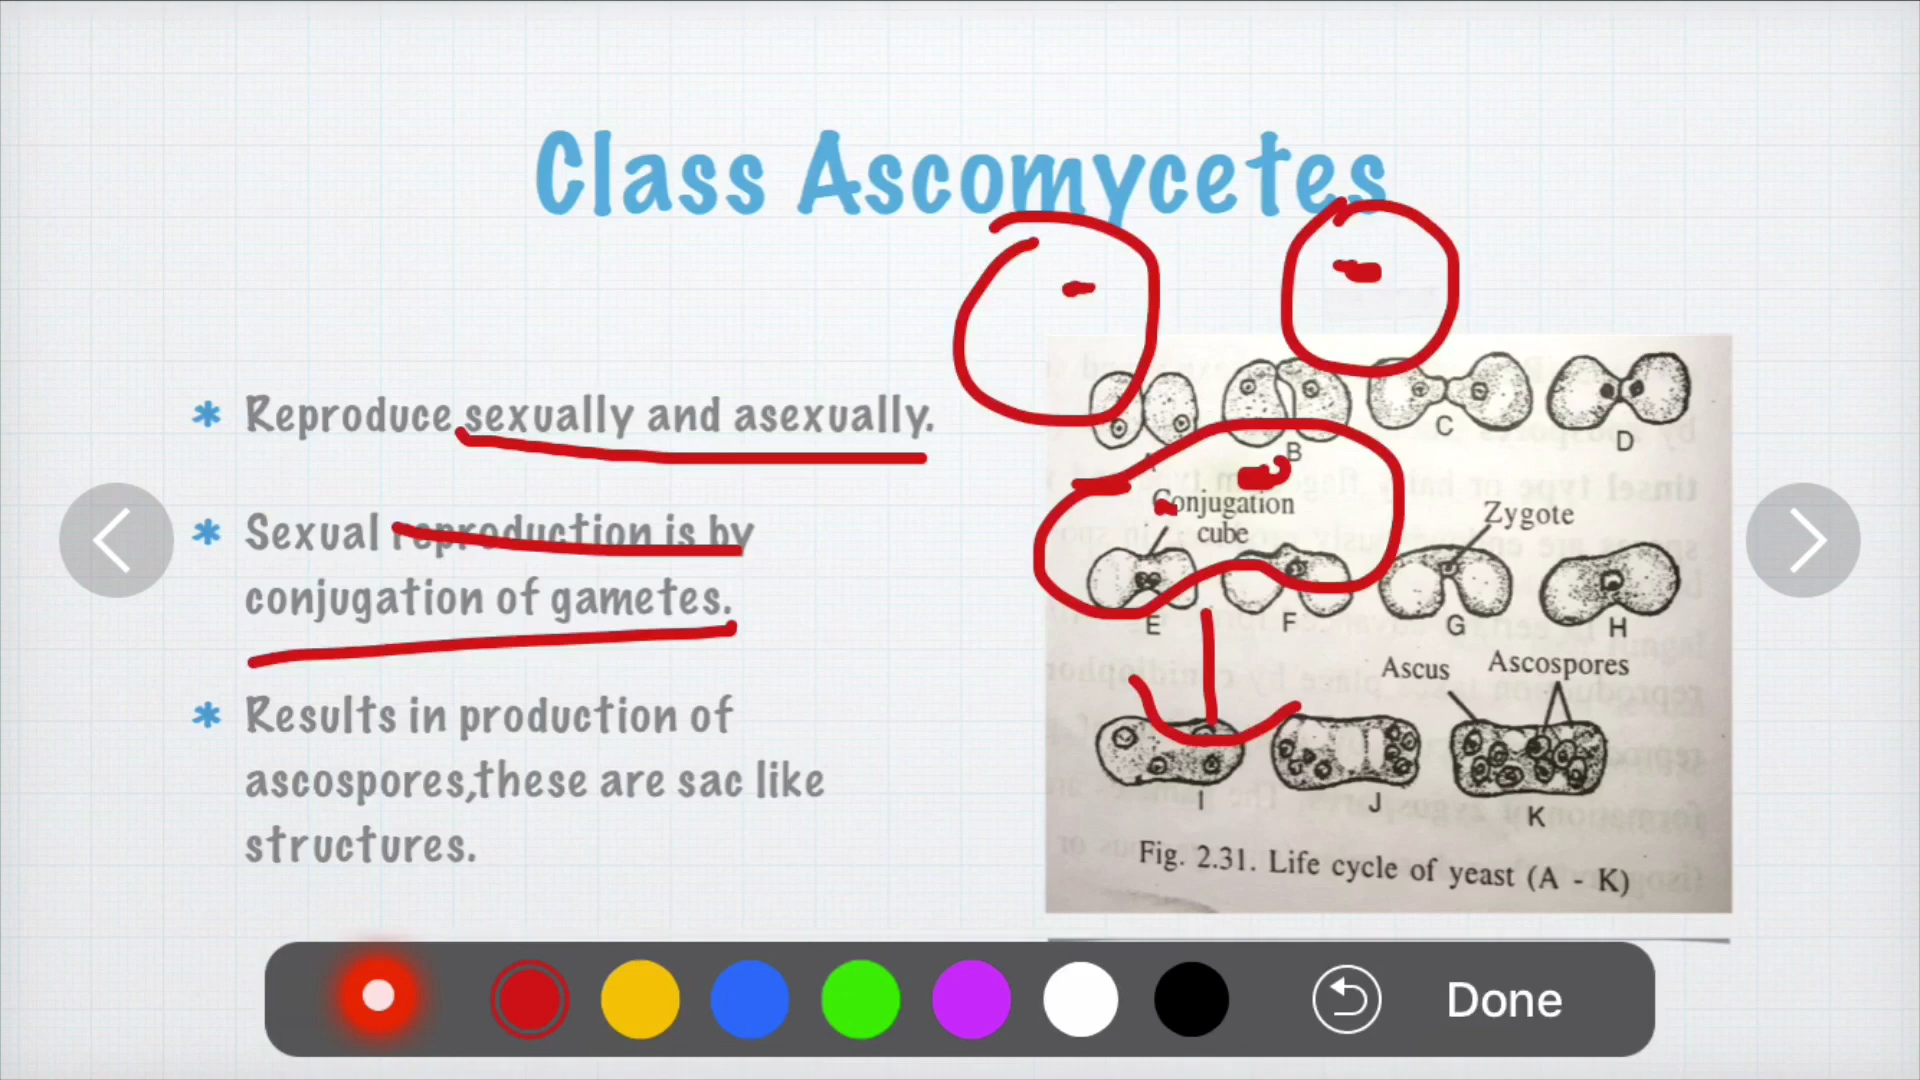 Class Ascomycetes
* Reproduce sexually and asexually.
* Sexual reproduction is by
conjugation of gametes.
* Results in production of
ascospores,these are sac like
structures.
A B C D
Conjugation
cube
Zygote
E F G H
Ascus Ascospores
I J K
Fig. 2.31. Life cycle of yeast (A - K)
Done